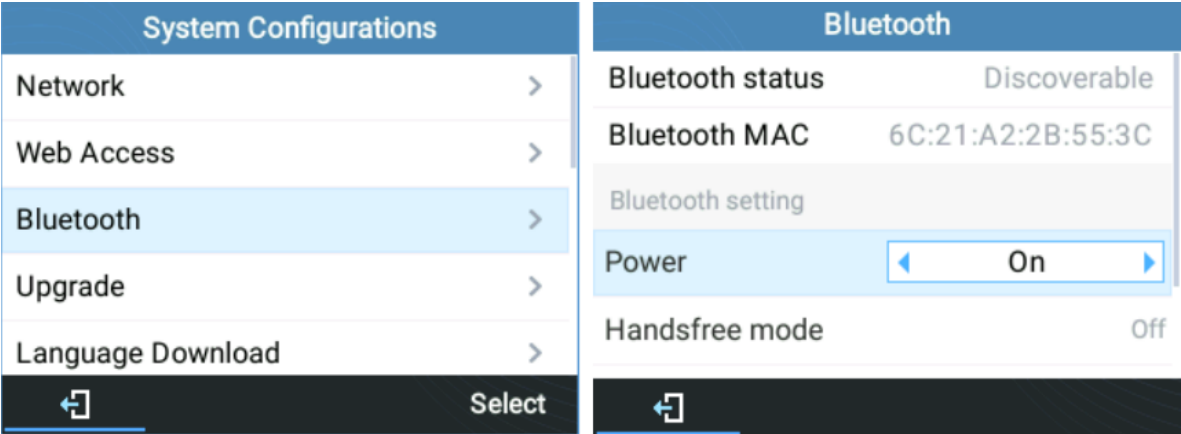 System Configurations
Network
Web Access
Bluetooth
Upgrade
Language Download
Select
Bluetooth
Bluetooth status Discoverable
Bluetooth MAC 6C:21:A2:2B:55:3C
Bluetooth setting
Power On
Handsfree mode Off